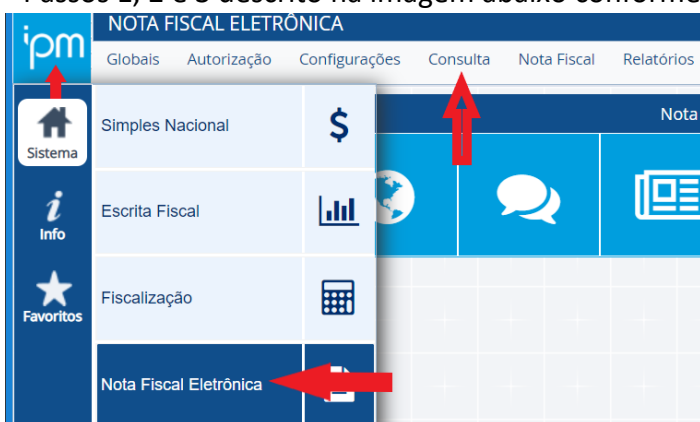 Passos 1, 2 e 3 descrito na imagem abaixo conforme
ipm
NOTA FISCAL ELETRÔNICA
Globais Autorização Configurações Consulta Nota Fiscal Relatórios
Nota
Sistema
Info
Favoritos
Simples Nacional
Escrita Fiscal
Fiscalização
Nota Fiscal Eletrônica